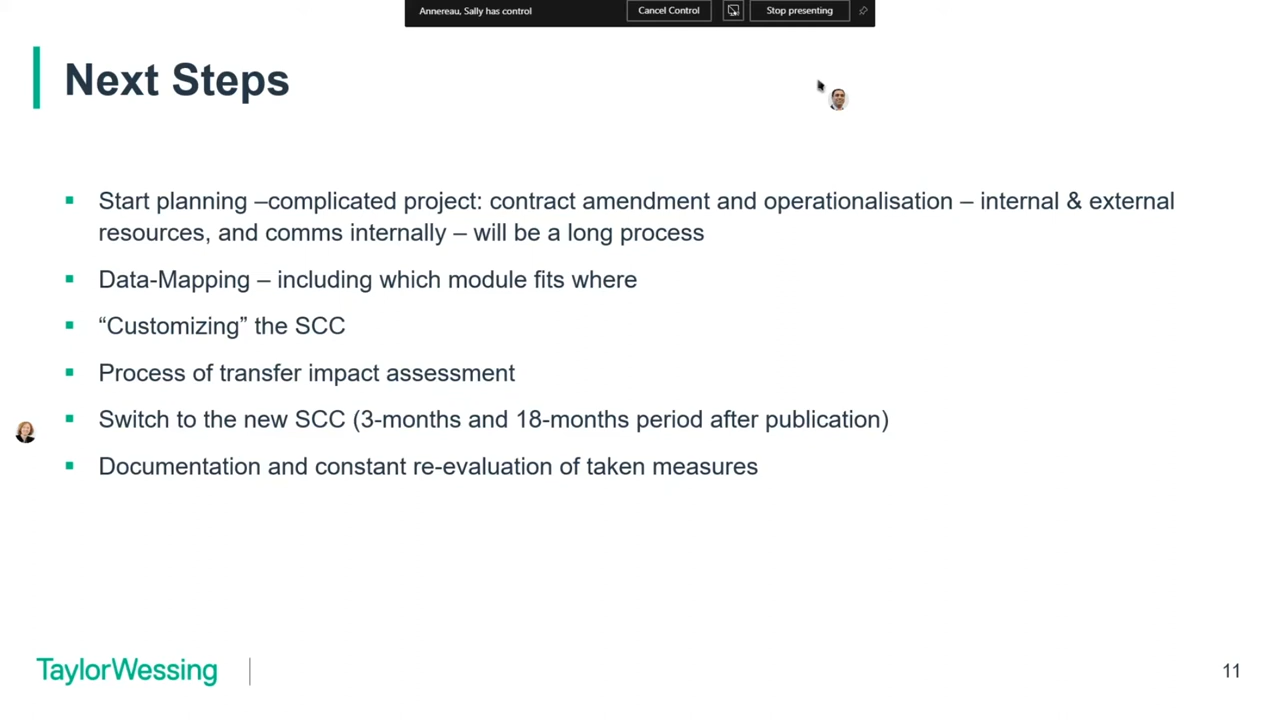 Annereau, Sally has control
Cancel Control
Stop presenting
Next Steps
Start planning –complicated project: contract amendment and operationalisation – internal & external
resources, and comms internally – will be a long process
Data-Mapping – including which module fits where
“Customizing” the SCC
Process of transfer impact assessment
Switch to the new SCC (3-months and 18-months period after publication)
Documentation and constant re-evaluation of taken measures
TaylorWessing
11